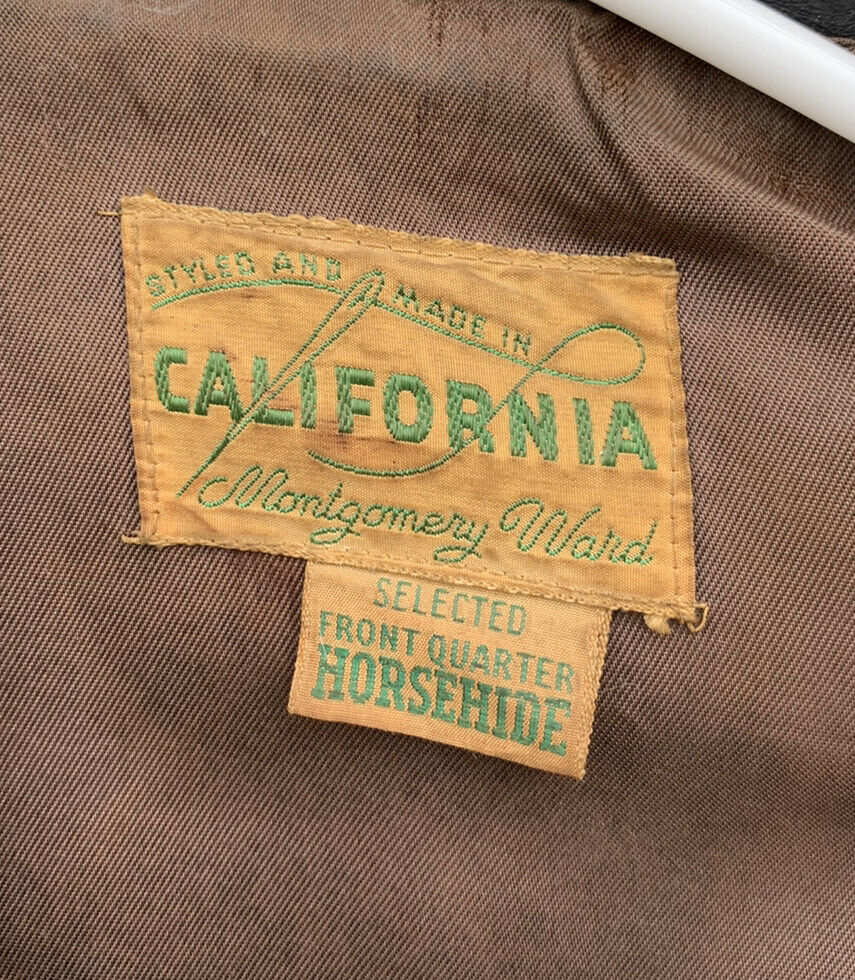 STYLED AND MADE IN
CALIFORNIA
Montgomery Ward
SELECTED
FRONT QUARTER
HORSEHIDE